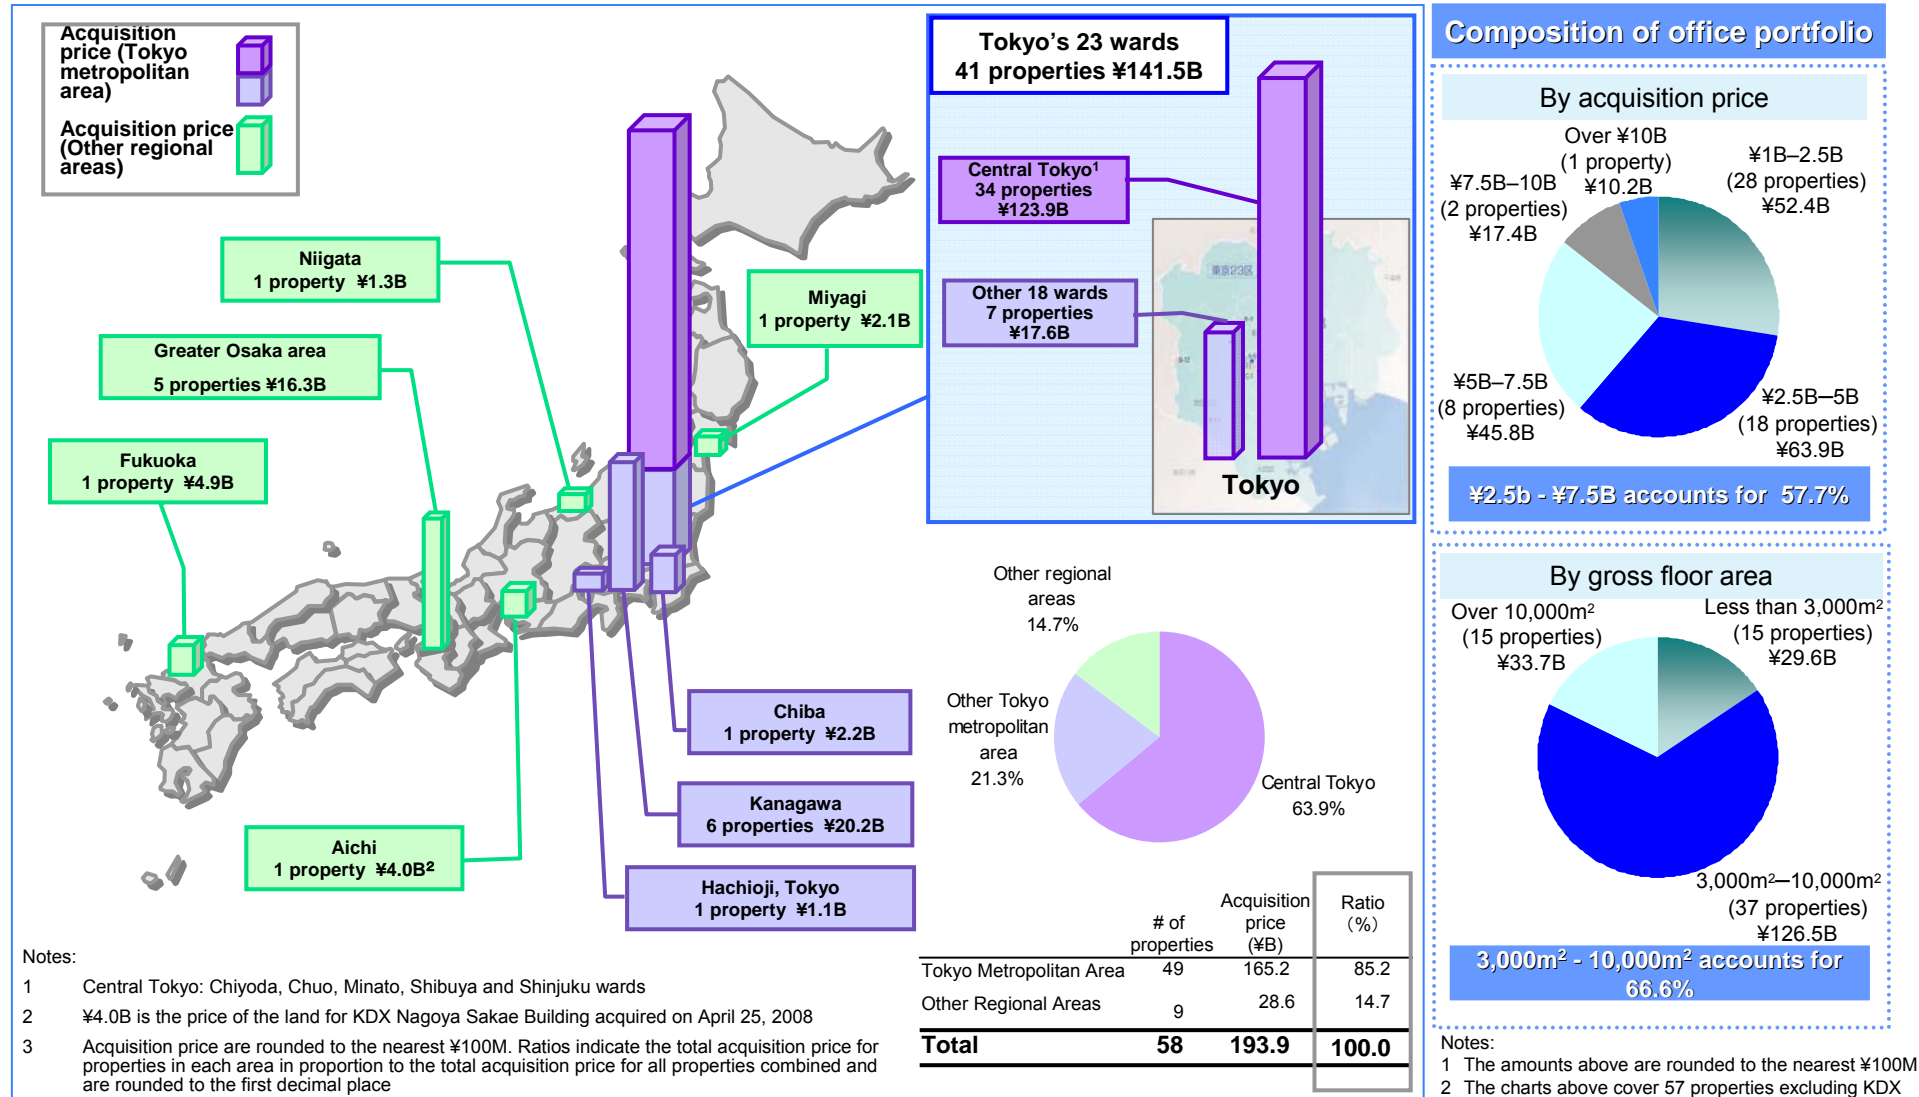 Acquisition
price (Tokyo
metropolitan
area)
Acquisition price
(Other regional
areas)
Tokyo's 23 wards
41 properties ¥141.5B
Central Tokyo¹
34 properties
¥123.9B
Other 18 wards
7 properties
¥17.6B
東京23区
Tokyo
Niigata
1 property ¥1.3B
Miyagi
1 property ¥2.1B
Greater Osaka area
5 properties ¥16.3B
Fukuoka
1 property ¥4.9B
Chiba
1 property ¥2.2B
Kanagawa
6 properties ¥20.2B
Aichi
1 property ¥4.0B²
Hachioji, Tokyo
1 property ¥1.1B
Other regional
areas
14.7%
Other Tokyo
metropolitan
area
21.3%
Central Tokyo
63.9%
# of
properties
Acquisition
price
(¥B)
Ratio
(%)
Tokyo Metropolitan Area 49 165.2 85.2
Other Regional Areas 9 28.6 14.7
Total 58 193.9 100.0
Notes:
1 Central Tokyo: Chiyoda, Chuo, Minato, Shibuya and Shinjuku wards
2 ¥4.0B is the price of the land for KDX Nagoya Sakae Building acquired on April 25, 2008
3 Acquisition price are rounded to the nearest ¥100M. Ratios indicate the total acquisition price for
properties in each area in proportion to the total acquisition price for all properties combined and
are rounded to the first decimal place
Composition of office portfolio
By acquisition price
Over ¥10B
(1 property)
¥10.2B
¥1B–2.5B
(28 properties)
¥52.4B
¥7.5B–10B
(2 properties)
¥17.4B
¥5B–7.5B
(8 properties)
¥45.8B
¥2.5B–5B
(18 properties)
¥63.9B
¥2.5b - ¥7.5B accounts for 57.7%
By gross floor area
Over 10,000m²
(15 properties)
¥33.7B
Less than 3,000m²
(15 properties)
¥29.6B
3,000m²–10,000m²
(37 properties)
¥126.5B
3,000m² - 10,000m² accounts for
66.6%
Notes:
1 The amounts above are rounded to the nearest ¥100M
2 The charts above cover 57 properties excluding KDX